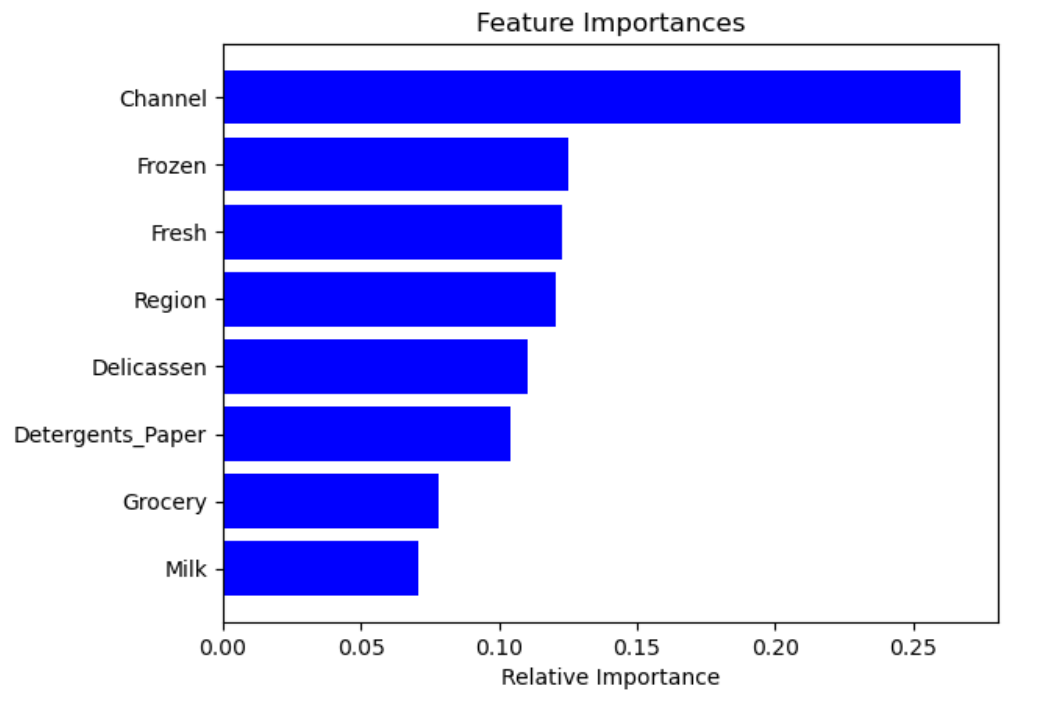 Feature Importances
Channel
Frozen
Fresh
Region
Delicassen
Detergents_Paper
Grocery
Milk
0.00 0.05 0.10 0.15 0.20 0.25
Relative Importance